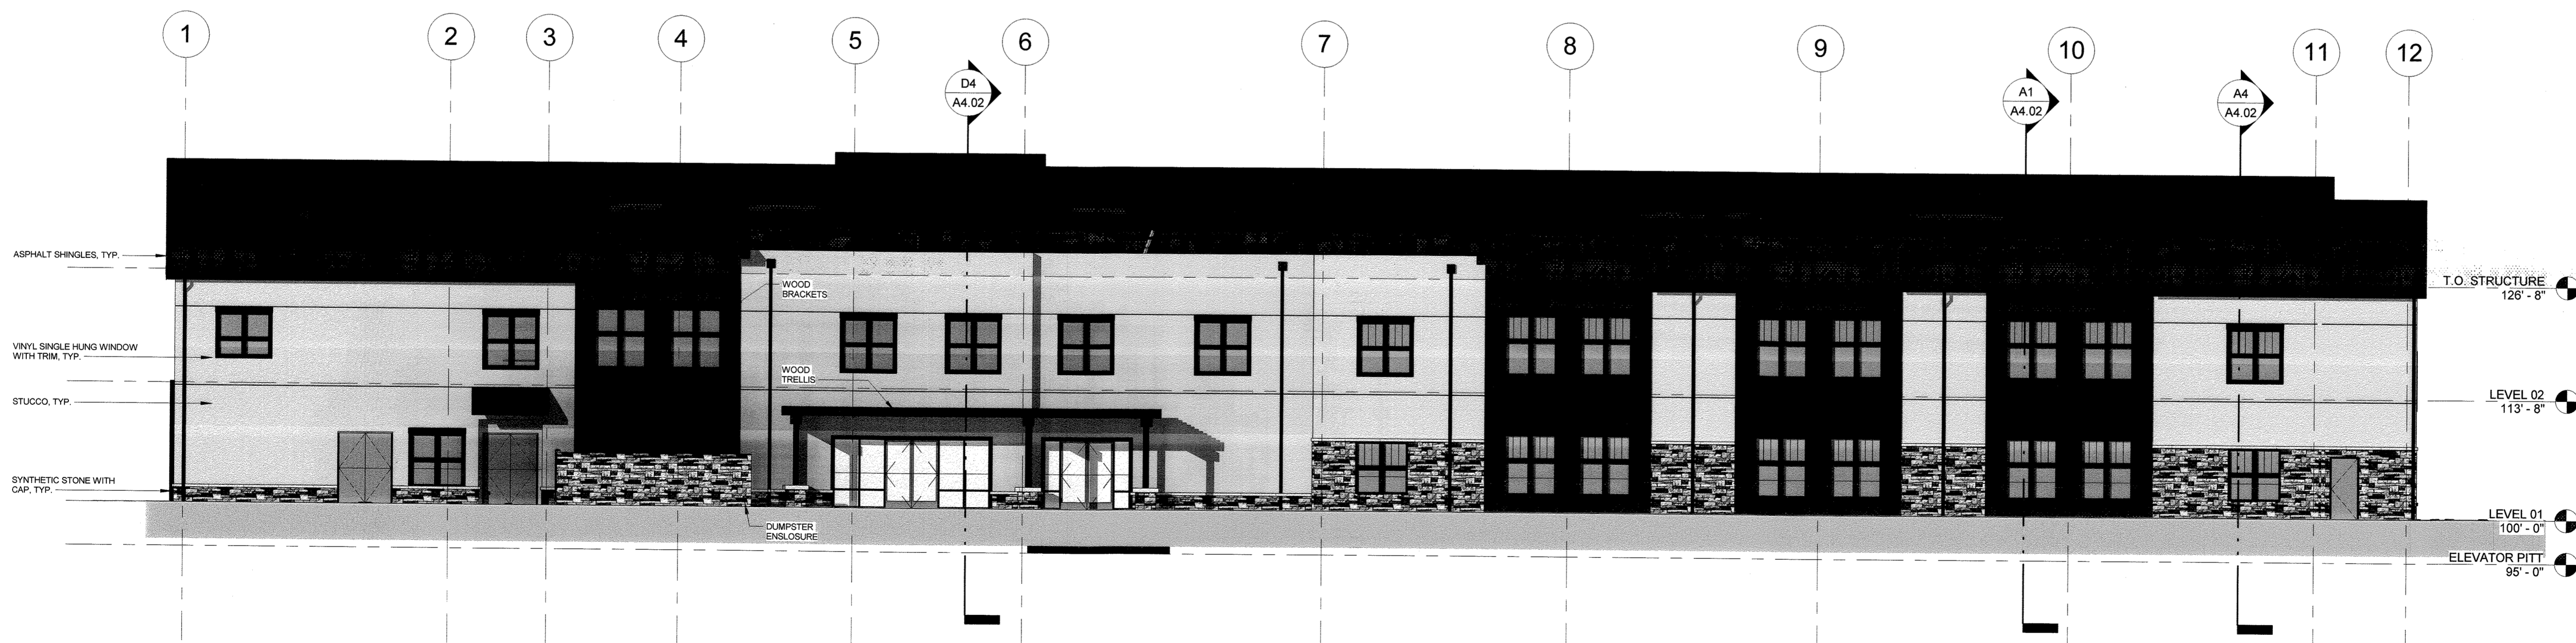 1
2
3
4
5
6
7
8
9
10
11
12
D4
A4.02
A1
A4.02
A4
A4.02
ASPHALT SHINGLES, TYP.
WOOD
BRACKETS
T.O. STRUCTURE
126' - 8"
VINYL SINGLE HUNG WINDOW
WITH TRIM, TYP.
WOOD
TRELLIS
STUCCO, TYP.
LEVEL 02
113' - 8"
SYNTHETIC STONE WITH
CAP, TYP.
DUMPSTER
ENSLOSURE
LEVEL 01
100' - 0"
ELEVATOR PITT
95' - 0"